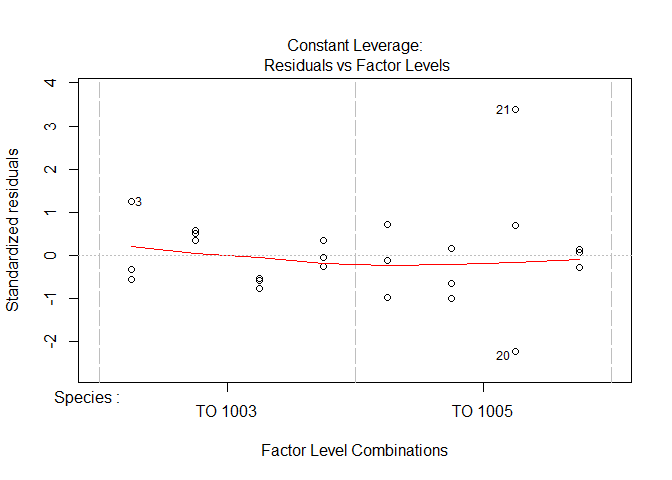 Constant Leverage:
Residuals vs Factor Levels
Standardized residuals
4
3
2
1
0
-1
-2
3
21
20
Species :
TO 1003
TO 1005
Factor Level Combinations